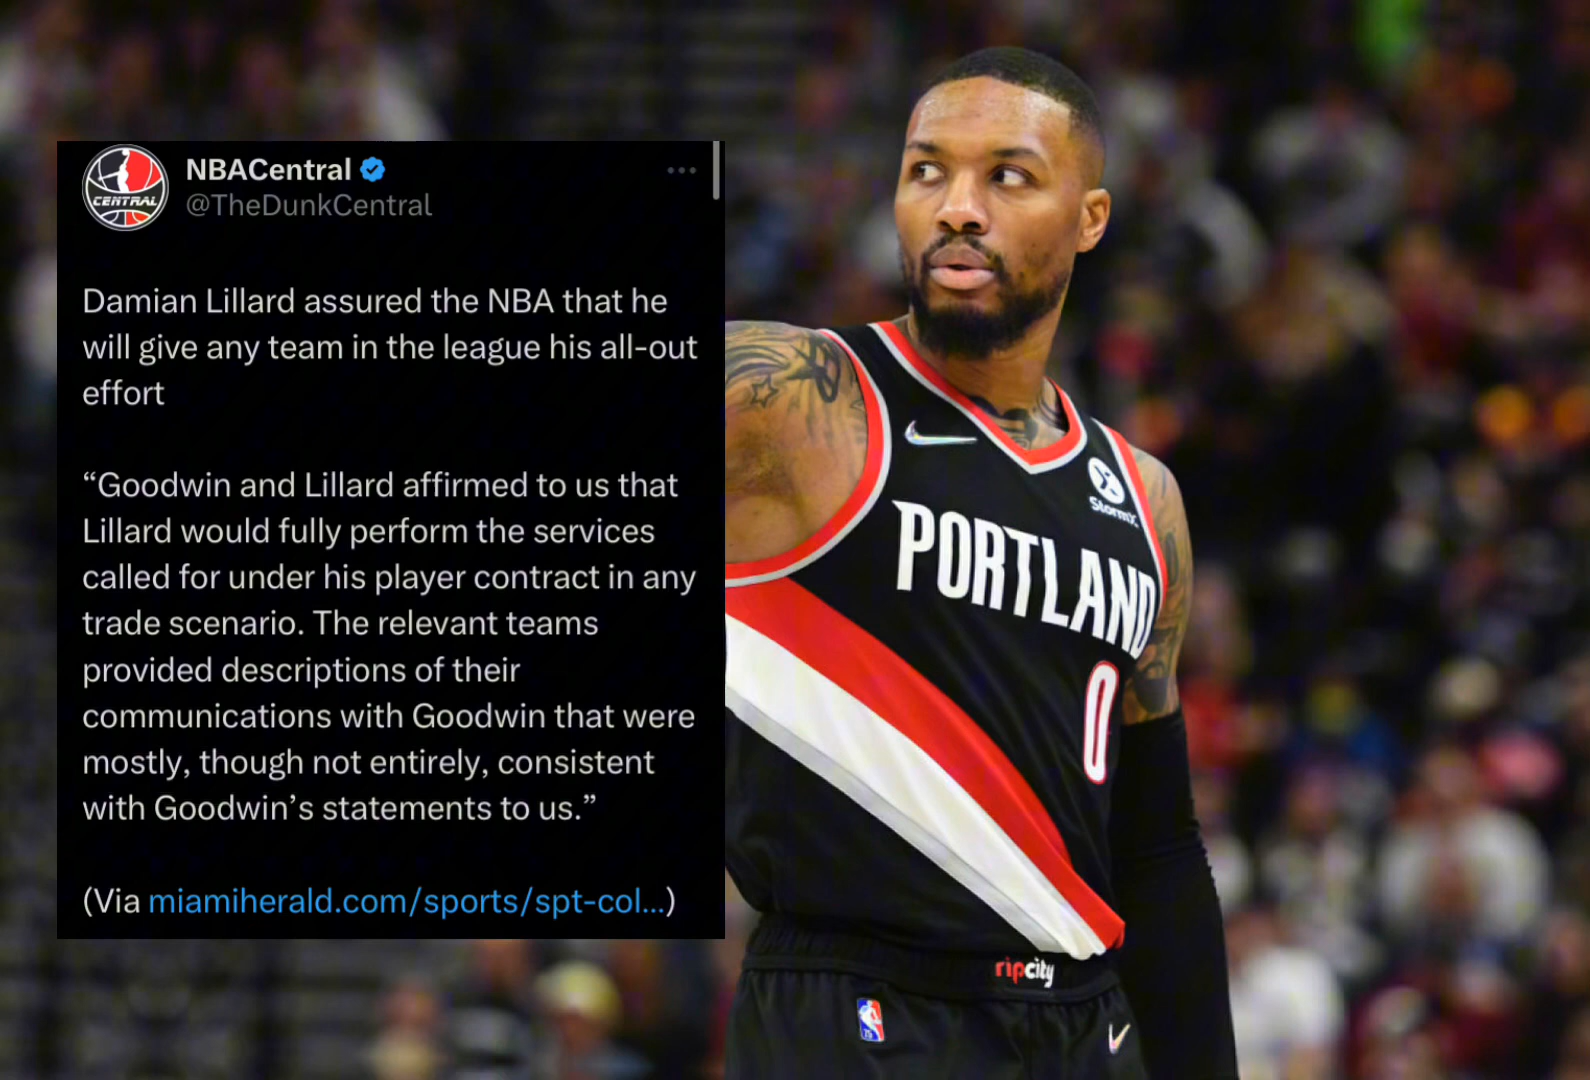 NBACentral
@TheDunkCentral
CENTRAL
Damian Lillard assured the NBA that he
will give any team in the league his all-out
effort
“Goodwin and Lillard affirmed to us that
Lillard would fully perform the services
called for under his player contract in any
trade scenario. The relevant teams
provided descriptions of their
communications with Goodwin that were
mostly, though not entirely, consistent
with Goodwin’s statements to us.”
(Via miamiherald.com/sports/spt-col...)
StormX
PORTLAND
0
ripcity
75